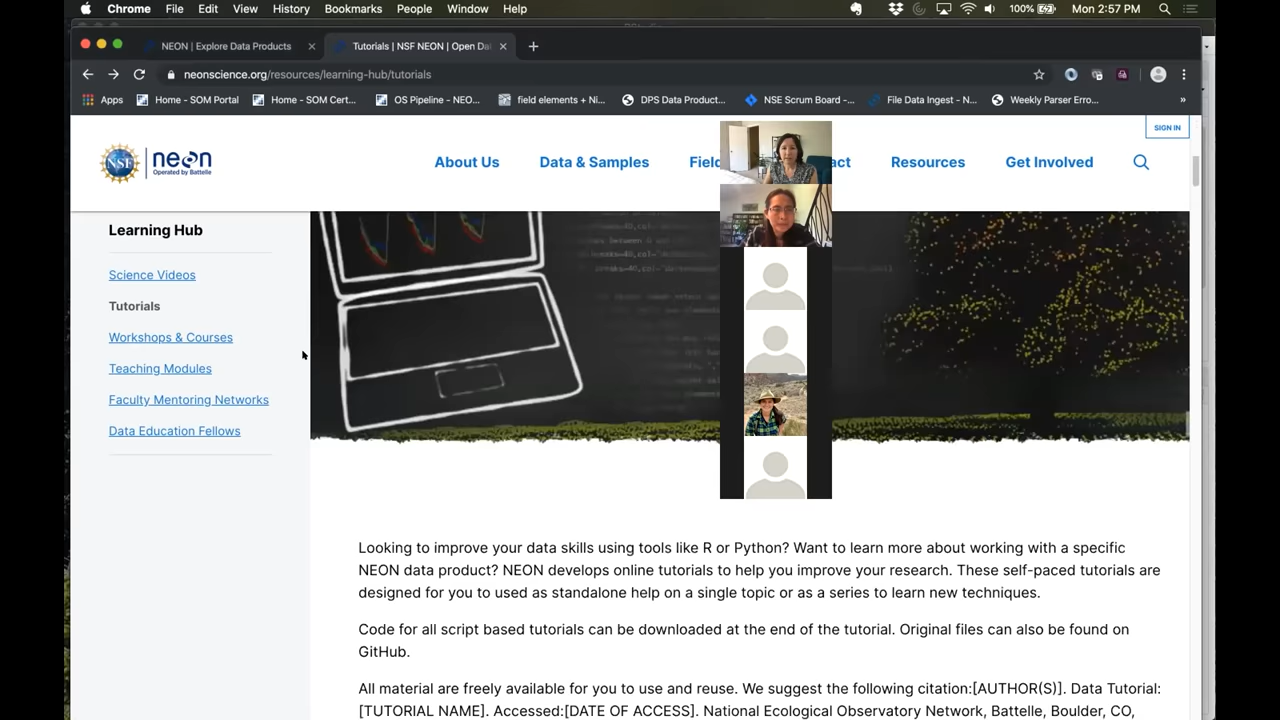 Chrome File Edit View History Bookmarks People Window Help 100% Mon 2:57 PM
NEON | Explore Data Products Tutorials | NSF NEON | Open Da
neonscience.org/resources/learning-hub/tutorials
Apps Home - SOM Portal Home - SOM Cert... OS Pipeline - NEO... field elements + Ni... DPS Data Product... NSE Scrum Board -... File Data Ingest - N... Weekly Parser Erro... »
SIGN IN
NSF neon
Operated by Battelle
About Us Data & Samples Field act Resources Get Involved
Learning Hub
Science Videos
Tutorials
Workshops & Courses
Teaching Modules
Faculty Mentoring Networks
Data Education Fellows
Looking to improve your data skills using tools like R or Python? Want to learn more about working with a specific
NEON data product? NEON develops online tutorials to help you improve your research. These self-paced tutorials are
designed for you to used as standalone help on a single topic or as a series to learn new techniques.
Code for all script based tutorials can be downloaded at the end of the tutorial. Original files can also be found on
GitHub.
All material are freely available for you to use and reuse. We suggest the following citation:[AUTHOR(S)]. Data Tutorial:
[TUTORIAL NAME]. Accessed:[DATE OF ACCESS]. National Ecological Observatory Network, Battelle, Boulder, CO,